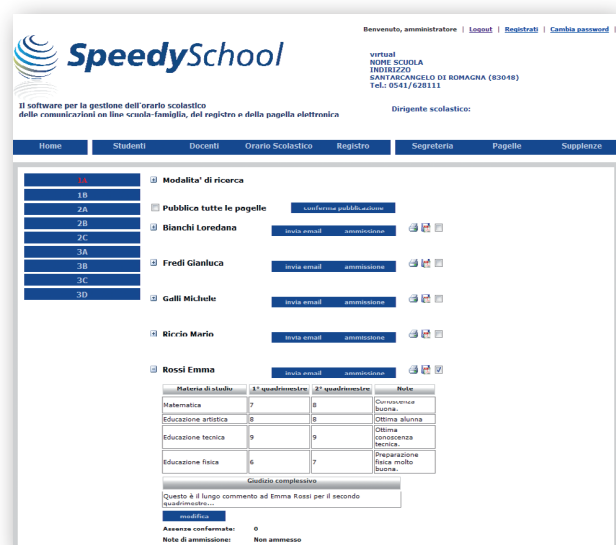 Benvenuto, amministratore | Logout | Registrati | Cambia password |
SpeedySchool
virtual
NOME SCUOLA
INDIRIZZO
SANTARCANGELO DI ROMAGNA (83048)
Tel.: 0541/628111
Il software per la gestione dell'orario scolastico
delle comunicazioni on line scuola-famiglia, del registro e della pagella elettronica
Dirigente scolastico:
Home Studenti Docenti Orario Scolastico Registro Segreteria Pagelle Supplenze
1A
1B
2A
2B
2C
3A
3B
3C
3D
Modalita' di ricerca
Pubblica tutte le pagelle conferma pubblicazione
Bianchi Loredana invia email ammissione
Fredi Gianluca invia email ammissione
Galli Michele invia email ammissione
Riccio Mario invia email ammissione
Rossi Emma invia email ammissione
Materia di studio 1° quadrimestre 2° quadrimestre Note
Matematica 7 8 Conoscenza
buona.
Educazione artistica 8 8 Ottima alunna
Educazione tecnica 9 9 Ottima
conoscenza
tecnica.
Educazione fisica 6 7 Preparazione
fisica molto
buona.
Giudizio complessivo
Questo è il lungo commento ad Emma Rossi per il secondo
quadrimestre...
modifica
Assenze confermate: 0
Note di ammissione: Non ammesso